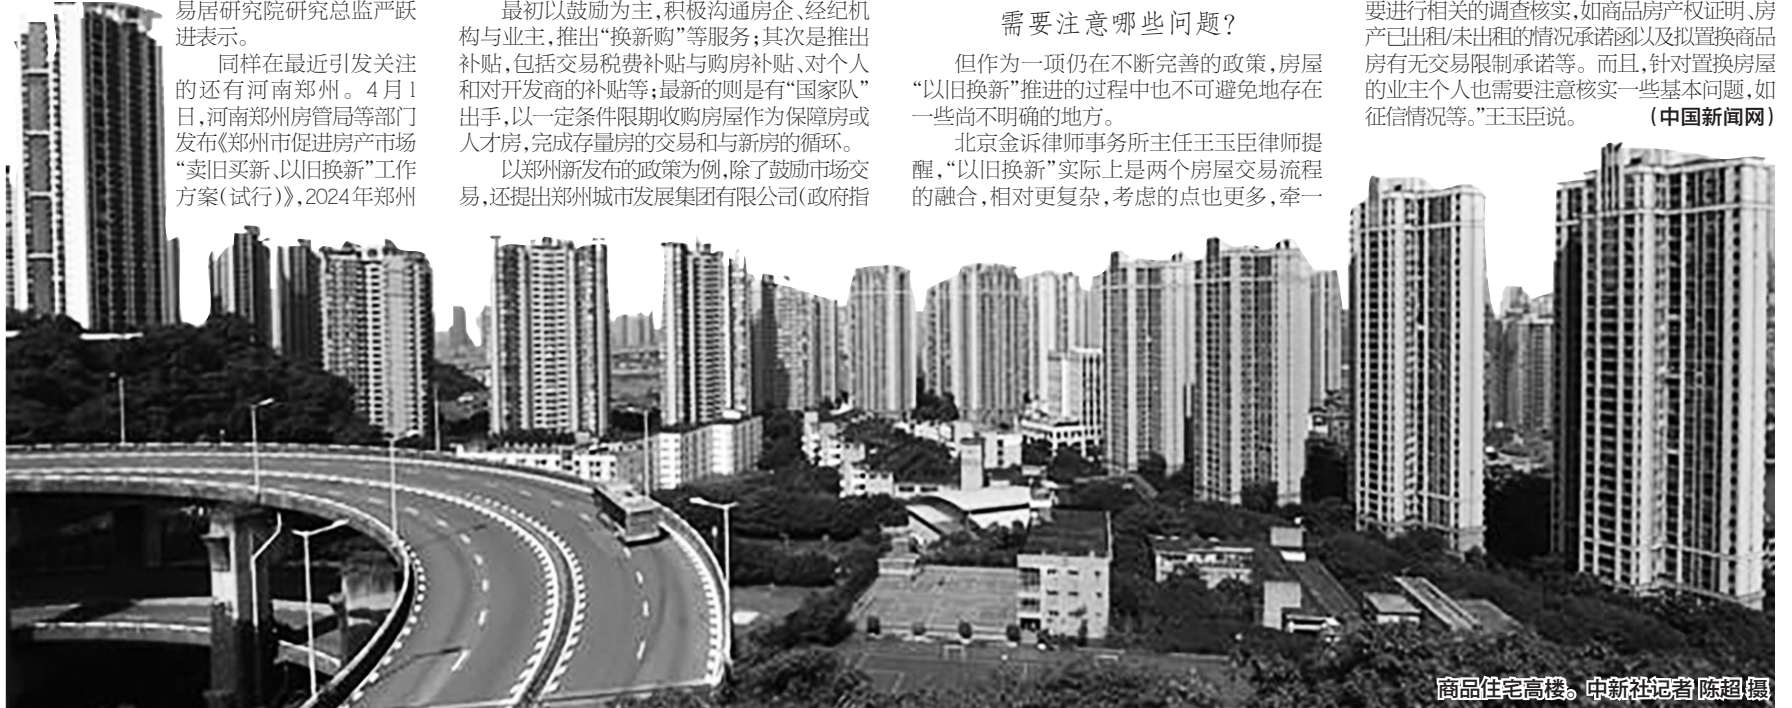 易居研究院研究总监严跃
进表示。
同样在最近引发关注
的还有河南郑州。4月1
日，河南郑州房管局等部门
发布《郑州市促进房产市场
“卖旧买新、以旧换新”工作
方案(试行)》，2024年郑州
最初以鼓励为主，积极沟通房企、经纪机
构与业主，推出“换新购”等服务；其次是推出
补贴，包括交易税费补贴与购房补贴、对个人
和对开发商的补贴等；最新的则是有“国家队”
出手，以一定条件限期收购房屋作为保障房或
人才房，完成存量房的交易和与新房的循环。
以郑州新发布的政策为例，除了鼓励市场交
易，还提出郑州城市发展集团有限公司(政府指
需要注意哪些问题？
但作为一项仍在不断完善的政策，房屋
“以旧换新”推进的过程中也不可避免地存在
一些尚不明确的地方。
北京金诉律师事务所主任王玉臣律师提
醒，“以旧换新”实际上是两个房屋交易流程
的融合，相对更复杂，考虑的点也更多，牵一
要进行相关的调查核实，如商品房产权证明、房
产已出租/未出租的情况承诺函以及拟置换商品
房有无交易限制承诺等。而且，针对置换房屋
的业主个人也需要注意核实一些基本问题，如
征信情况等。”王玉臣说。
(中国新闻网)
商品住宅高楼。中新社记者 陈超 摄